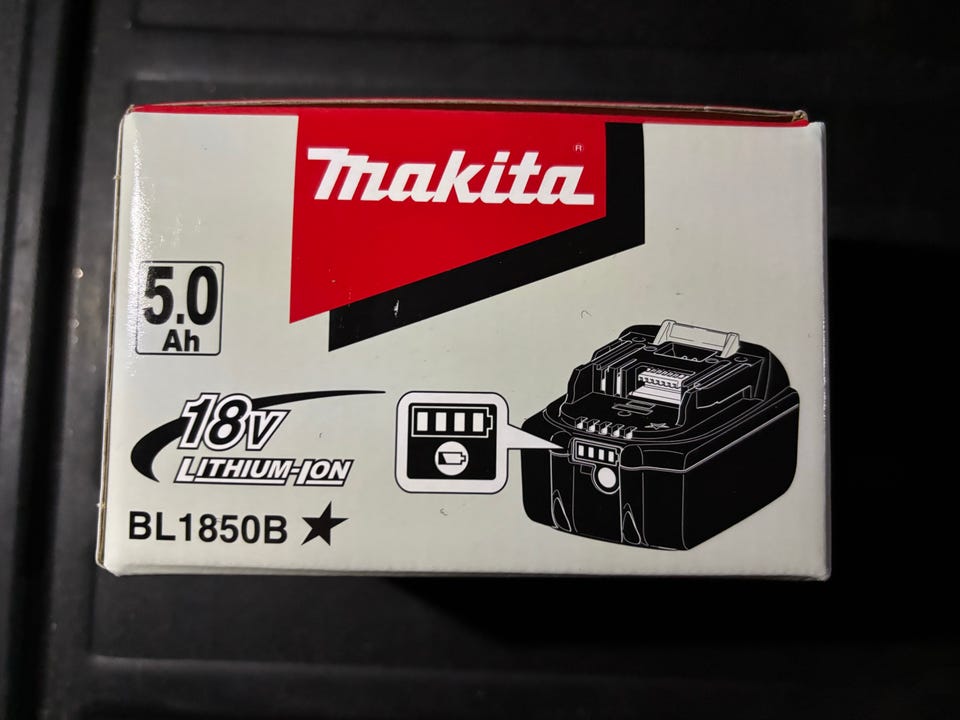 makita ®
5.0
Ah
18V
LITHIUM-ION
BL1850B ★